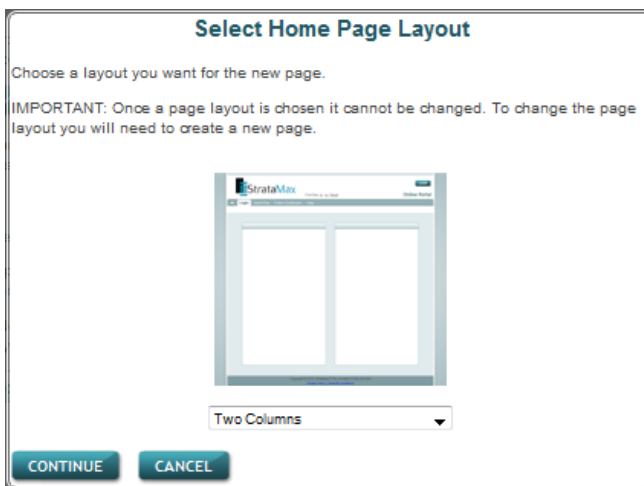 Select Home Page Layout
Choose a layout you want for the new page.
IMPORTANT: Once a page layout is chosen it cannot be changed. To change the page
layout you will need to create a new page.
StrataMax
Online Portal
Two Columns
CONTINUE
CANCEL